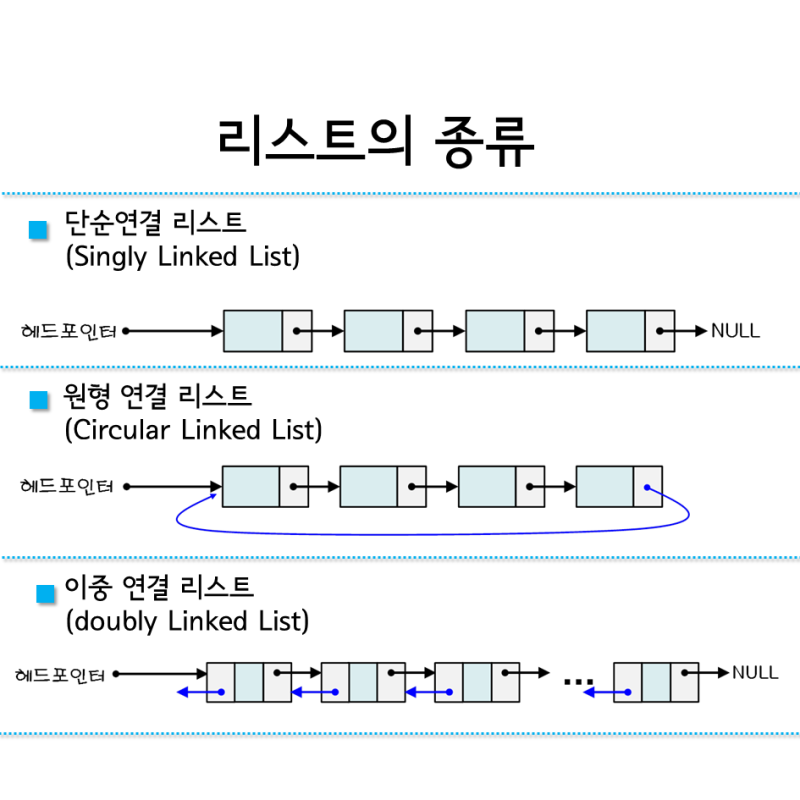 리스트의 종류
단순연결 리스트
(Singly Linked List)
헤드포인터
NULL
원형 연결 리스트
(Circular Linked List)
헤드포인터
이중 연결 리스트
(doubly Linked List)
헤드포인터
...
NULL